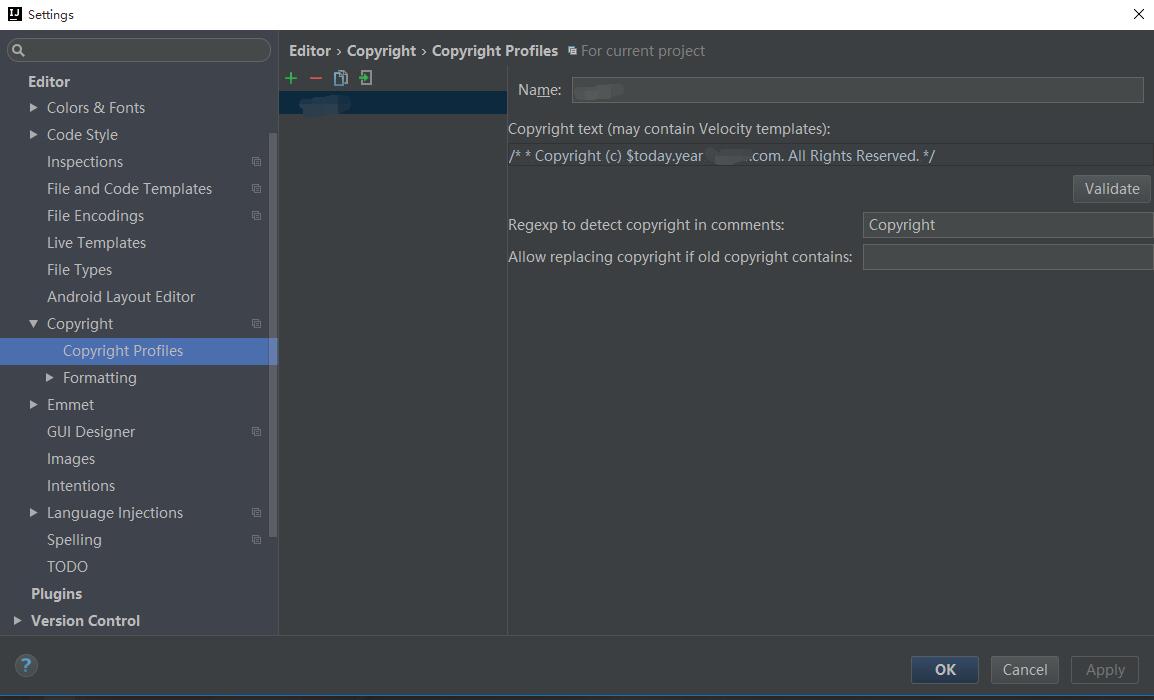 IJ Settings
Editor › Copyright › Copyright Profiles For current project
Editor
Colors & Fonts
Code Style
Inspections
File and Code Templates
File Encodings
Live Templates
File Types
Android Layout Editor
Copyright
Copyright Profiles
Formatting
Emmet
GUI Designer
Images
Intentions
Language Injections
Spelling
TODO
Plugins
Version Control
Name:
Copyright text (may contain Velocity templates):
/* * Copyright (c) $today.year .com. All Rights Reserved. */
Validate
Regexp to detect copyright in comments: Copyright
Allow replacing copyright if old copyright contains:
? OK Cancel Apply